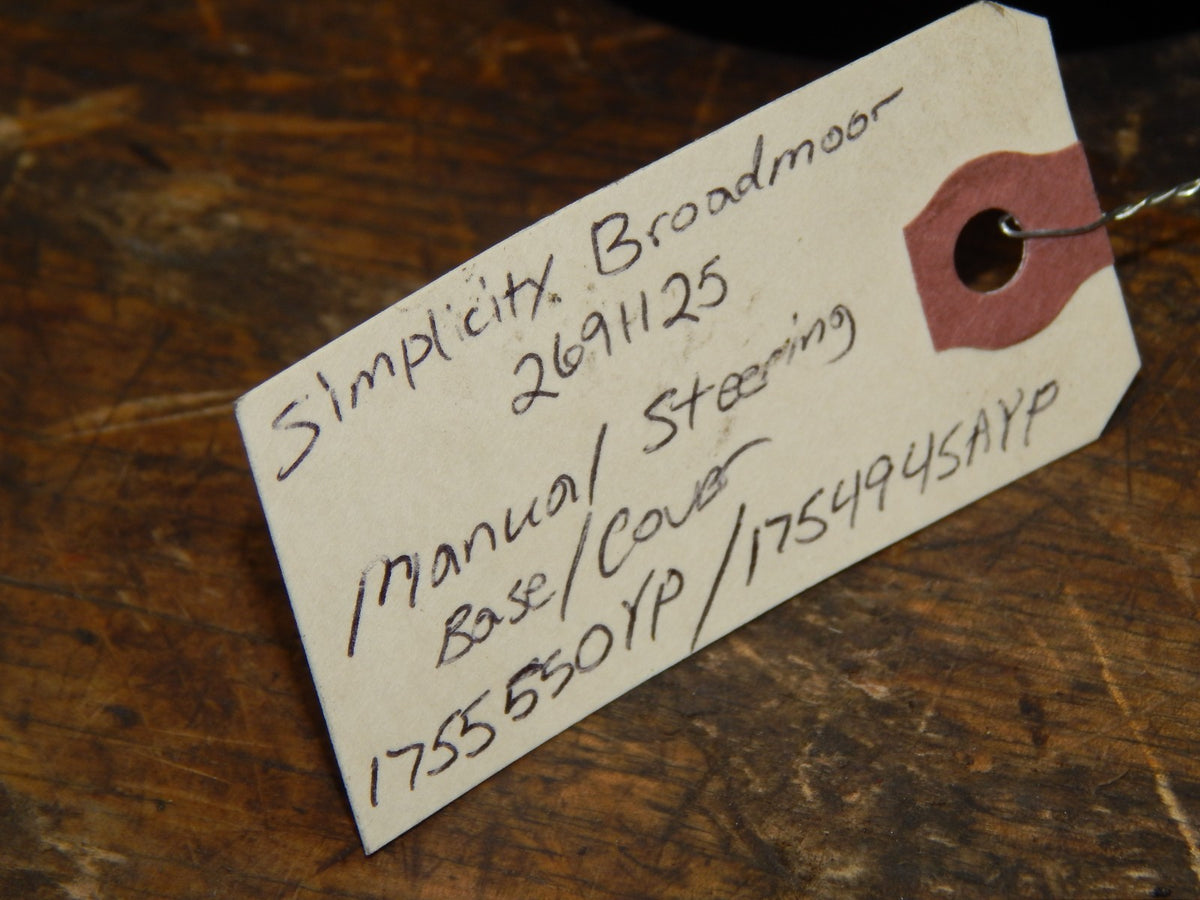 Simplicity Broadmoor
2691125
Manual Steering
Base/Cover
1755550YP/1754945AYP